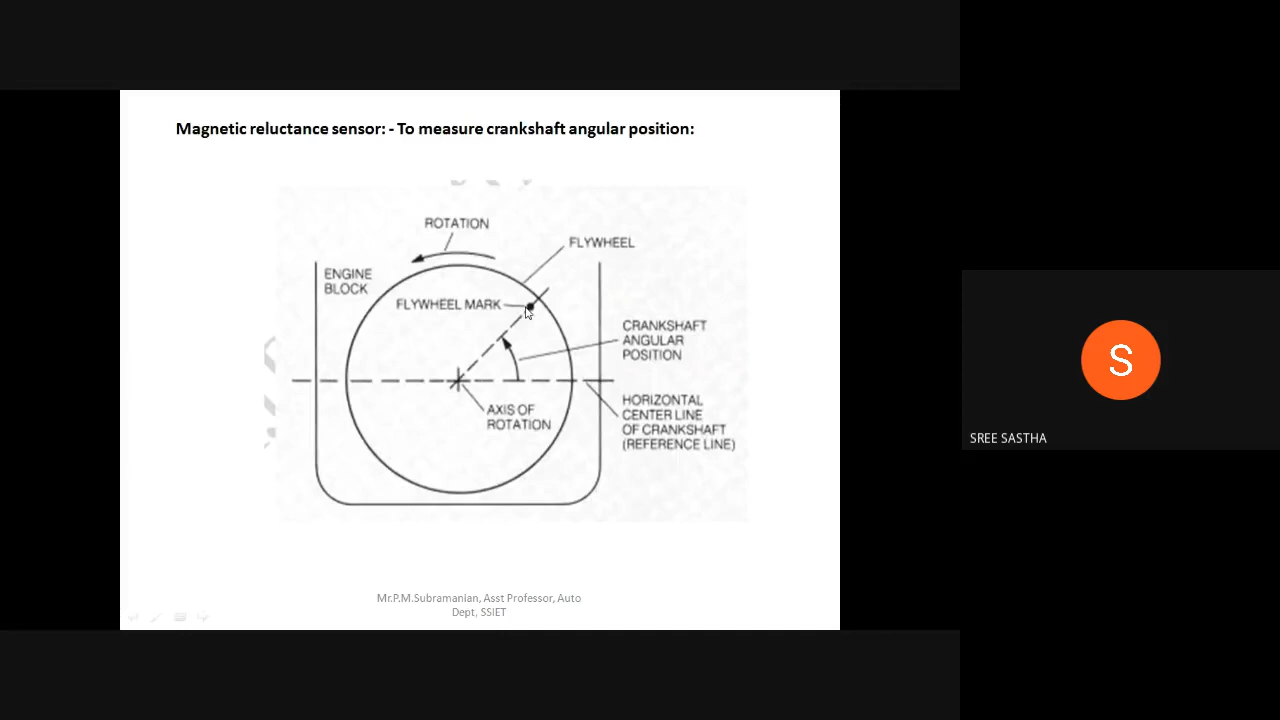 Magnetic reluctance sensor: - To measure crankshaft angular position:
ROTATION
FLYWHEEL
ENGINE
BLOCK
FLYWHEEL MARK
CRANKSHAFT
ANGULAR
POSITION
AXIS OF
ROTATION
HORIZONTAL
CENTER LINE
OF CRANKSHAFT
(REFERENCE LINE)
Mr.P.M.Subramanian, Asst Professor, Auto
Dept, SSIET
S
SREE SASTHA